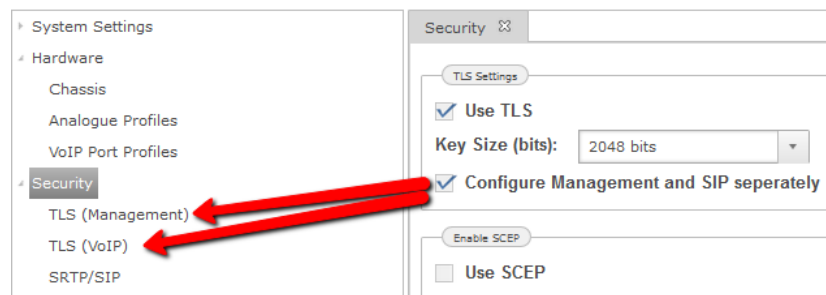 System Settings
Hardware
Chassis
Analogue Profiles
VoIP Port Profiles
Security
TLS (Management)
TLS (VoIP)
SRTP/SIP
Security
TLS Settings
Use TLS
Key Size (bits): 2048 bits
Configure Management and SIP seperately
Enable SCEP
Use SCEP